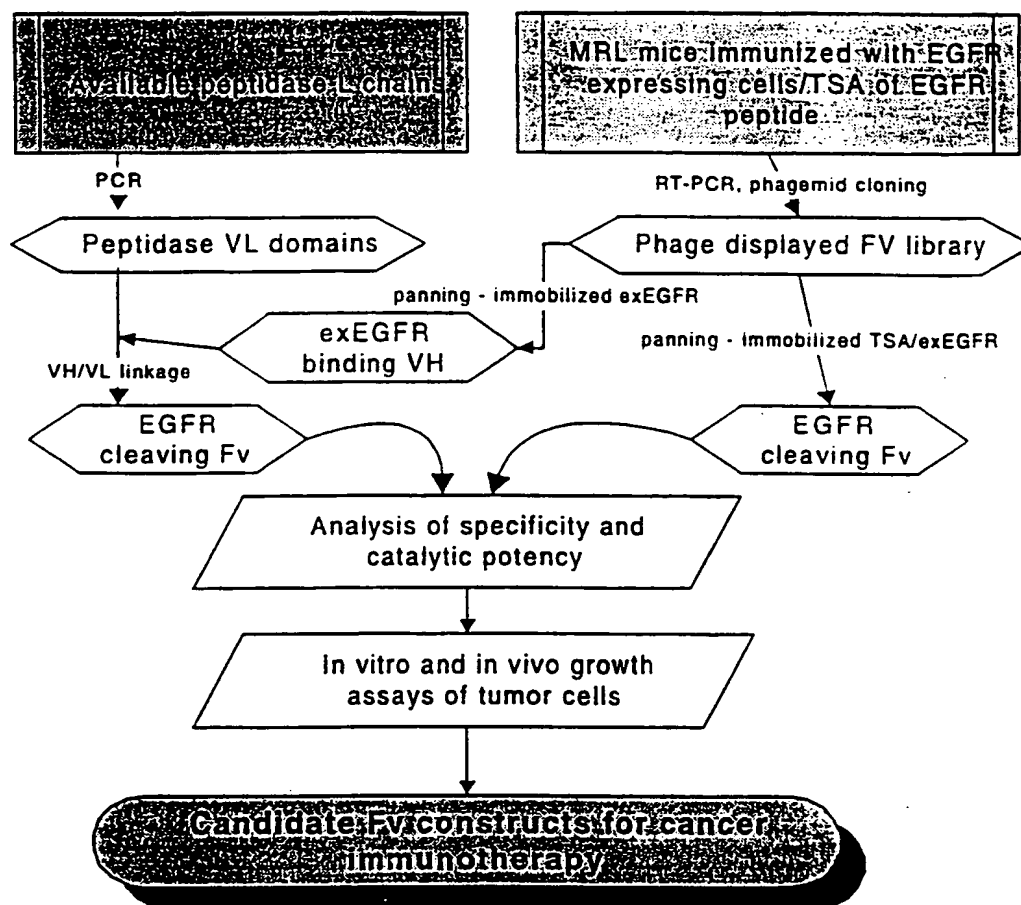 Available peptidase L chains
MRL mice Immunized with EGFR
expressing cells/TSA of EGFR
peptide
PCR
RT-PCR, phagemid cloning
Peptidase VL domains
Phage displayed FV library
panning - immobilized exEGFR
exEGFR
binding VH
panning - Immobilized TSA/exEGFR
VH/VL linkage
EGFR
cleaving Fv
EGFR
cleaving Fv
Analysis of specificity and
catalytic potency
In vitro and in vivo growth
assays of tumor cells
Candidate Fv constructs for cancer
immunotherapy